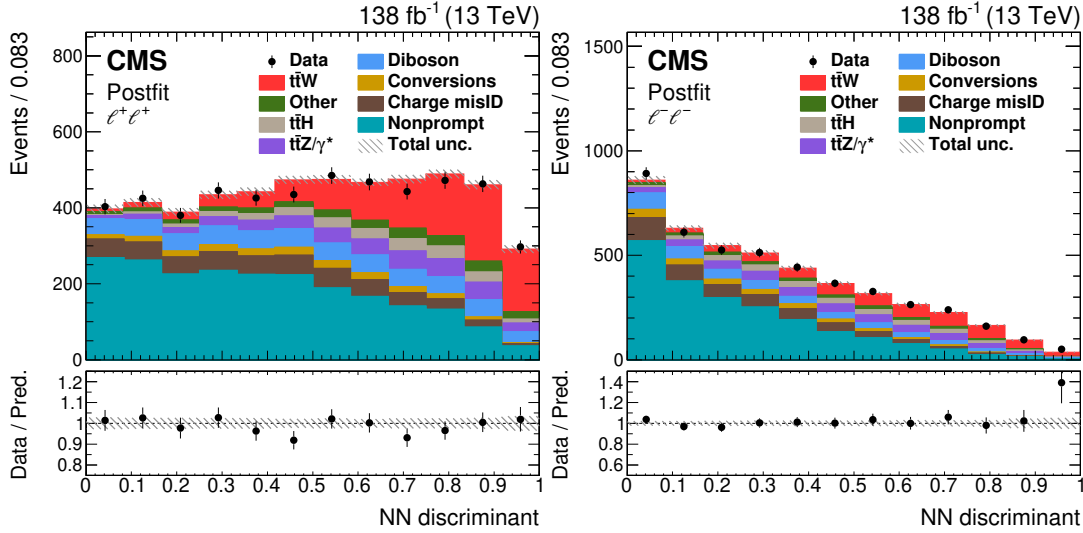 138 fb⁻¹ (13 TeV)
Events / 0.083
800
600
400
200
0
CMS
Postfit
ℓ⁺ℓ⁺
Data
tt̄W
Other
tt̄H
tt̄Z/γ*
Diboson
Conversions
Charge misID
Nonprompt
Total unc.
Data / Pred.
1.2
1.1
1
0.9
0.8
0 0.1 0.2 0.3 0.4 0.5 0.6 0.7 0.8 0.9 1
NN discriminant
138 fb⁻¹ (13 TeV)
Events / 0.083
1500
1000
500
0
CMS
Postfit
ℓ⁻ℓ⁻
Data
tt̄W
Other
tt̄H
tt̄Z/γ*
Diboson
Conversions
Charge misID
Nonprompt
Total unc.
Data / Pred.
1.4
1.2
1
0.8
0.6
0 0.1 0.2 0.3 0.4 0.5 0.6 0.7 0.8 0.9 1
NN discriminant